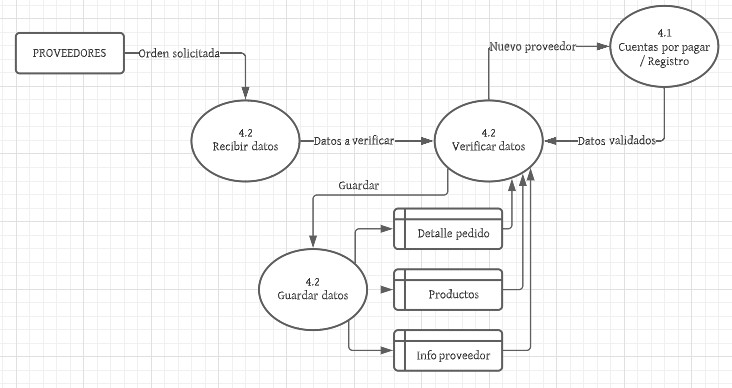 4.1
Cuentas por pagar
/ Registro
Nuevo proveedor
PROVEEDORES
Orden solicitada
4.2
Recibir datos
Datos a verificar
4.2
Verificar datos
Datos validados
Guardar
Detalle pedido
4.2
Guardar datos
Productos
Info proveedor